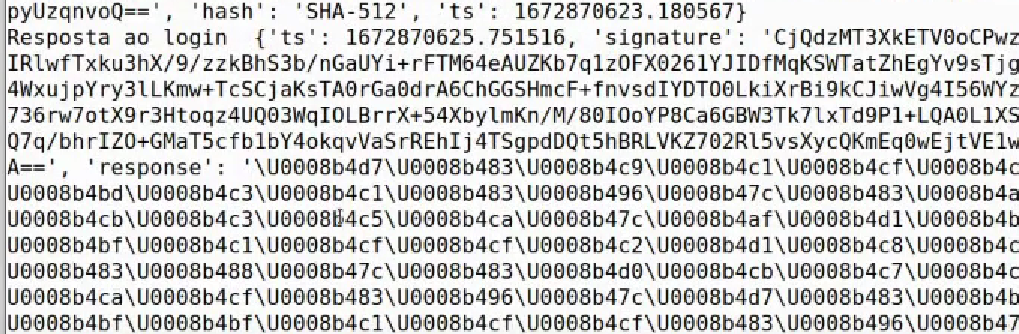 pyUzqnvoQ==', 'hash': 'SHA-512', 'ts': 1672870623.180567}
Resposta ao login  {'ts': 1672870625.751516, 'signature': 'CjQdzMT3XkETV0oCPwz
IRlwfTxku3hX/9/zzkBhS3b/nGaUYi+rFTM64eAUZKb7q1zOFX0261YJIDfMqKSWTatZhEgYv9sTjg
4WxujpYry3lLKmw+TcSCjaKsTA0rGa0drA6ChGGSHmcF+fnvsdIYDTO0LkiXrBi9kCJiwVg4I56WYz
736rw7otX9r3Htoqz4UQ03WqIOLBrrX+54XbylmKn/M/80IOoYP8Ca6GBW3Tk7lxTd9P1+LQA0L1XS
Q7q/bhrIZO+GMaT5cfb1bY4okqvVaSrREhIj4TSgpdDQt5hBRLVKZ702Rl5vsXycQKmEq0wEjtVE1w
A==', 'response': '\U0008b4d7\U0008b483\U0008b4c9\U0008b4c1\U0008b4cf\U0008b4c
U0008b4bd\U0008b4c3\U0008b4c1\U0008b483\U0008b496\U0008b47c\U0008b483\U0008b4a
U0008b4cb\U0008b4c3\U0008b4c5\U0008b4ca\U0008b47c\U0008b4af\U0008b4d1\U0008b4b
U0008b4bf\U0008b4c1\U0008b4cf\U0008b4cf\U0008b4c2\U0008b4d1\U0008b4c8\U0008b4c
U0008b483\U0008b488\U0008b47c\U0008b483\U0008b4d0\U0008b4cb\U0008b4c7\U0008b4c
U0008b4ca\U0008b4cf\U0008b483\U0008b496\U0008b47c\U0008b4d7\U0008b483\U0008b4b
U0008b4bf\U0008b4bf\U0008b4c1\U0008b4cf\U0008b4cf\U0008b483\U0008b496\U0008b47